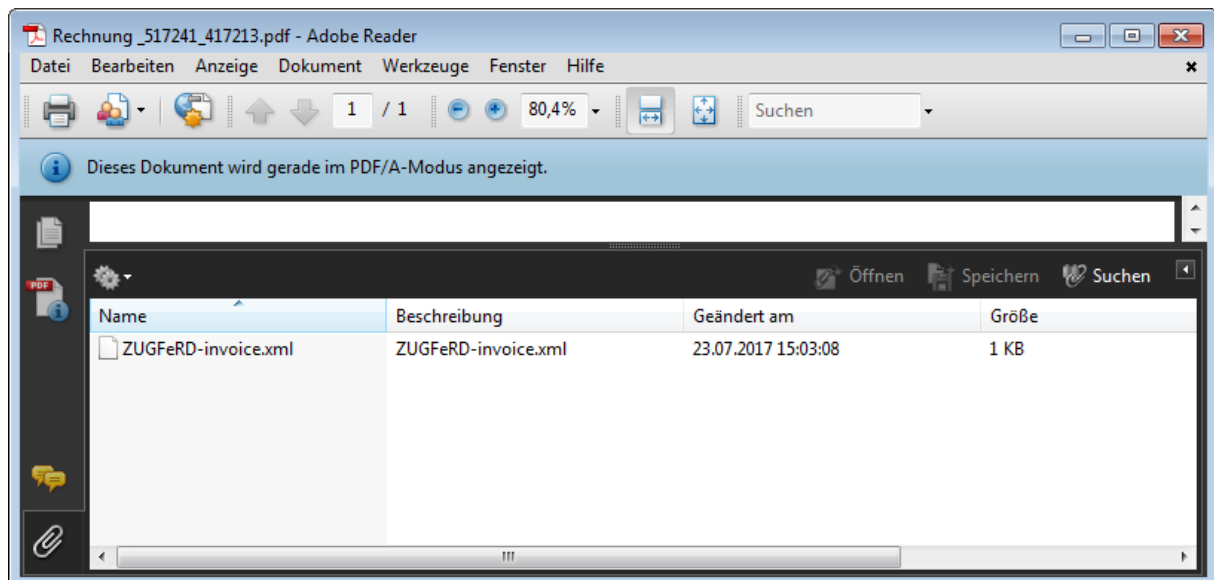 Rechnung _517241_417213.pdf - Adobe Reader
Datei Bearbeiten Anzeige Dokument Werkzeuge Fenster Hilfe
1 / 1 80,4% Suchen
Dieses Dokument wird gerade im PDF/A-Modus angezeigt.
Öffnen Speichern Suchen
PDF
Name Beschreibung Geändert am Größe
ZUGFeRD-invoice.xml ZUGFeRD-invoice.xml 23.07.2017 15:03:08 1 KB